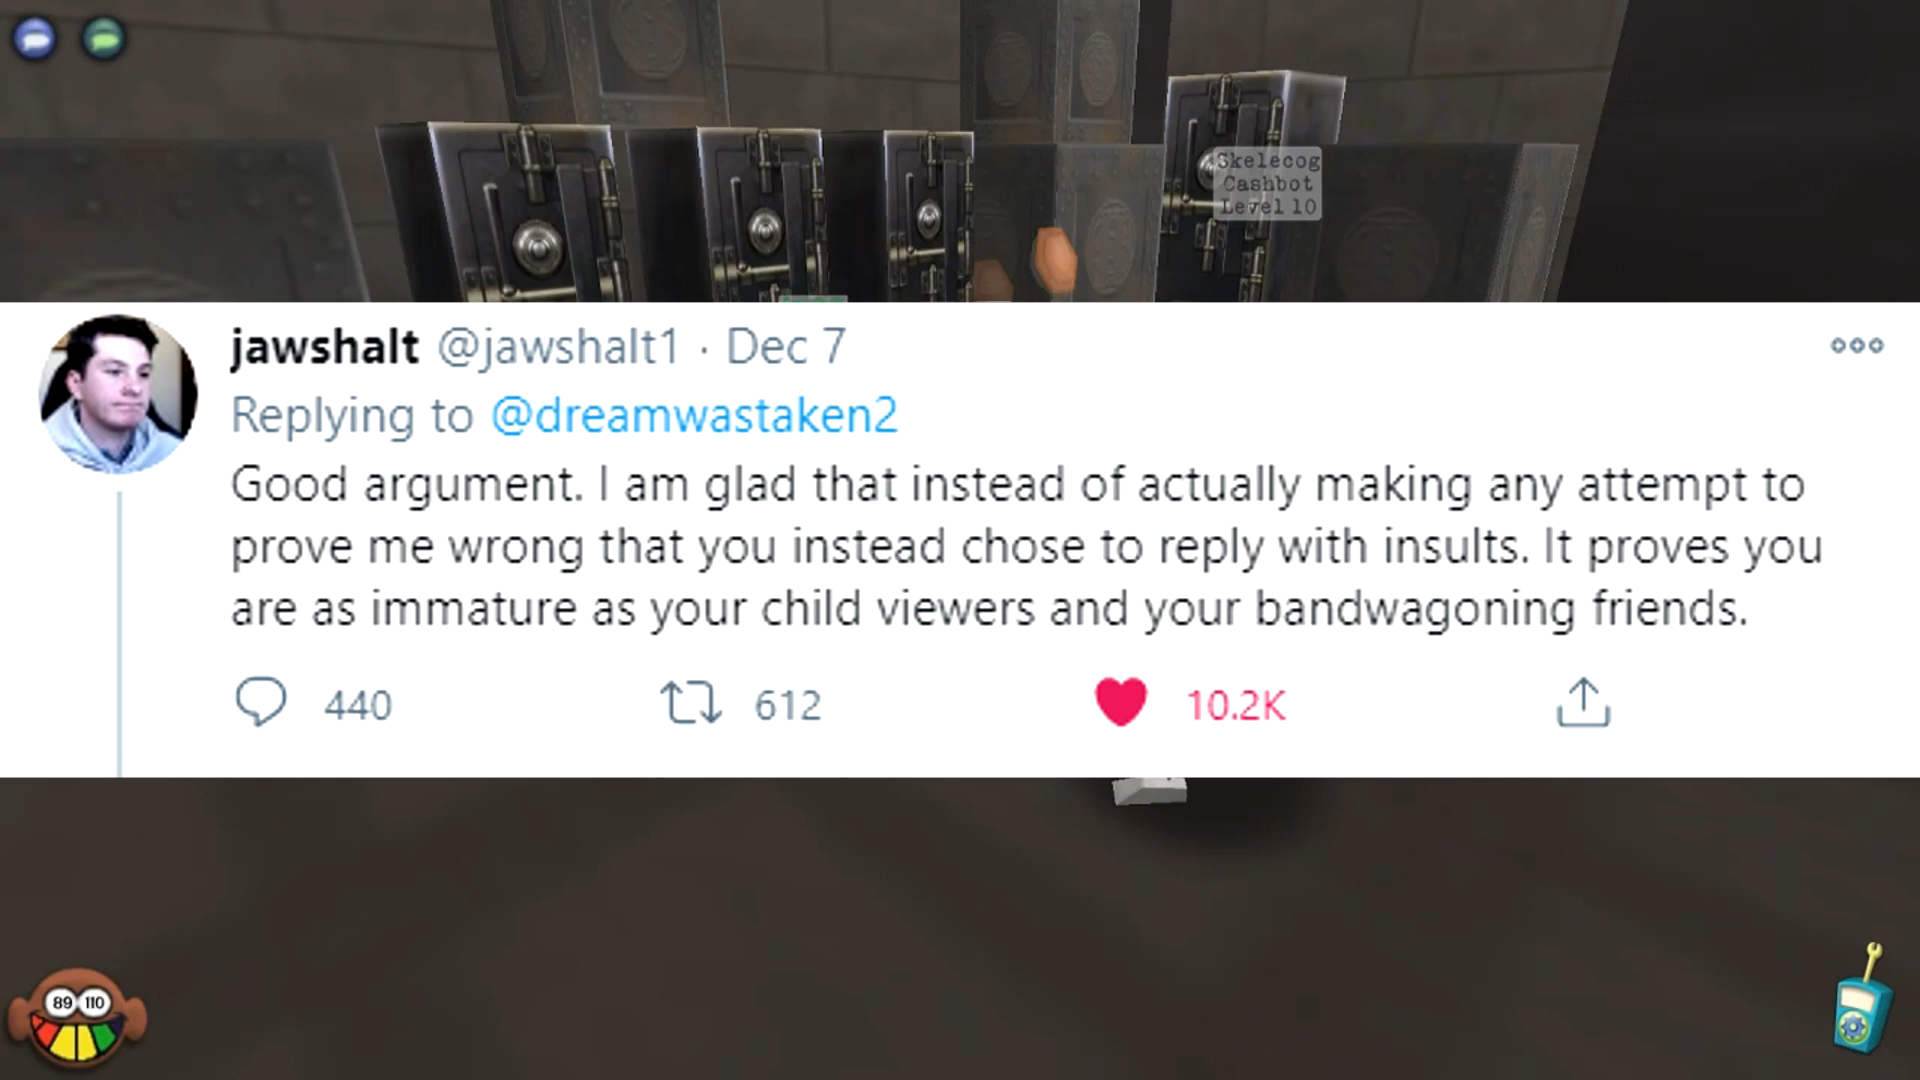 Skelecog
Cashbot
Level 10
jawshalt @jawshalt1 · Dec 7
Replying to @dreamwastaken2
Good argument. I am glad that instead of actually making any attempt to
prove me wrong that you instead chose to reply with insults. It proves you
are as immature as your child viewers and your bandwagoning friends.
440 612 10.2K
89 110